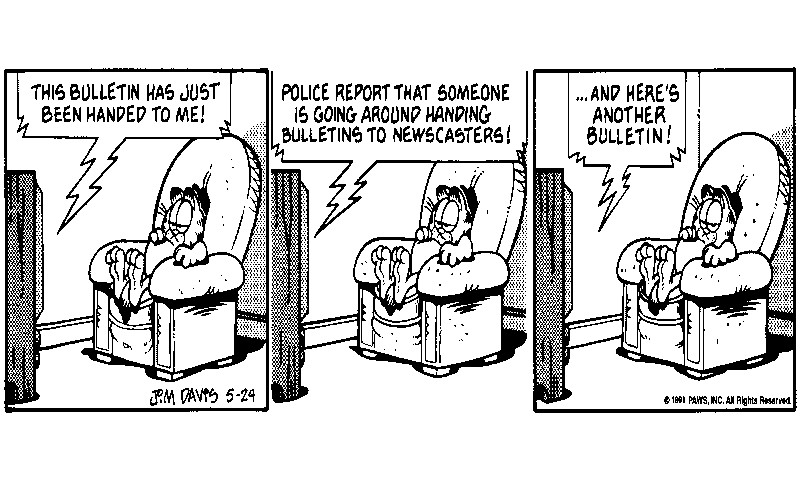 THIS BULLETIN HAS JUST
BEEN HANDED TO ME!
POLICE REPORT THAT SOMEONE
IS GOING AROUND HANDING
BULLETINS TO NEWSCASTERS!
...AND HERE'S
ANOTHER
BULLETIN!
JIM DAVIS 5-24
© 1991 PAWS, INC. All Rights Reserved.